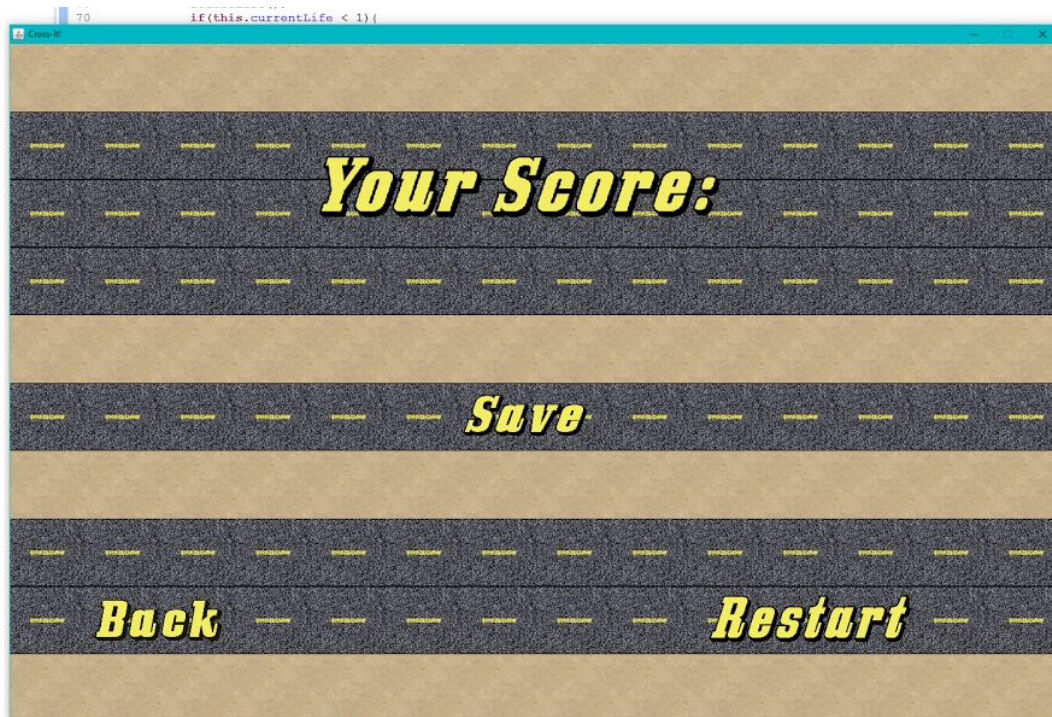 70 if(this.currentLife < 1){
Cross-It!
Your Score:
Save
Back
Restart